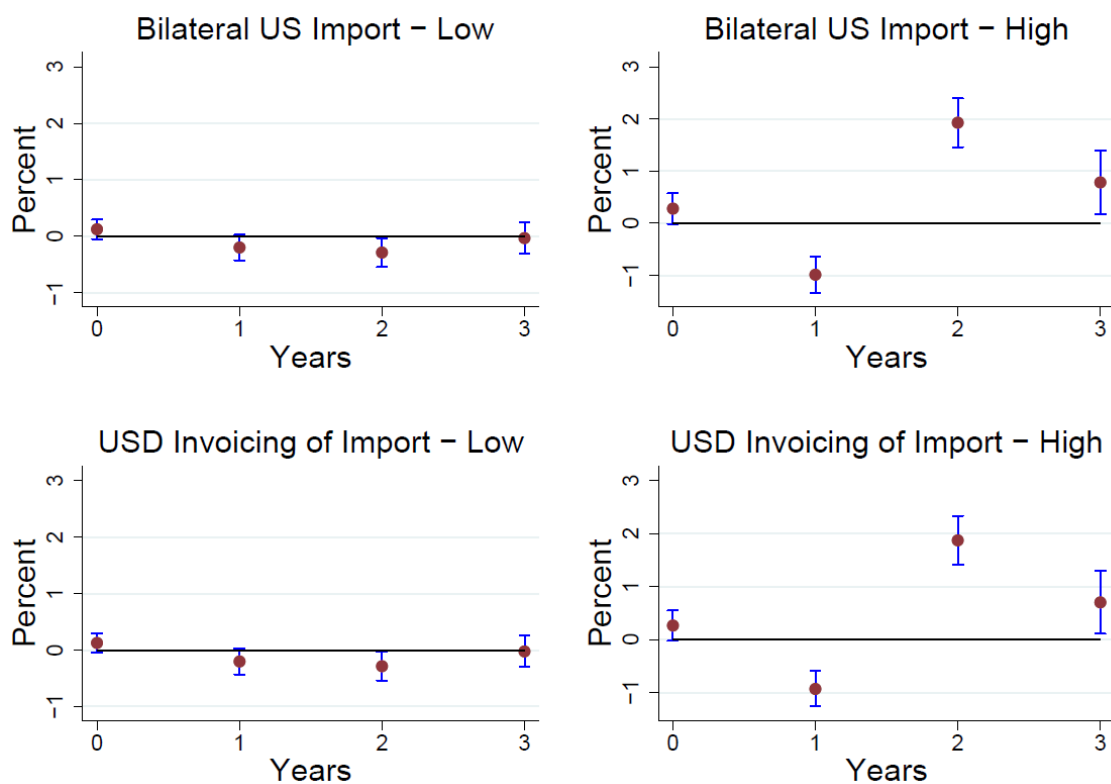 Bilateral US Import − Low
Percent
3
2
1
0
−1
0 1 2 3
Years
Bilateral US Import − High
Percent
3
2
1
0
−1
0 1 2 3
Years
USD Invoicing of Import − Low
Percent
3
2
1
0
−1
0 1 2 3
Years
USD Invoicing of Import − High
Percent
3
2
1
0
−1
0 1 2 3
Years